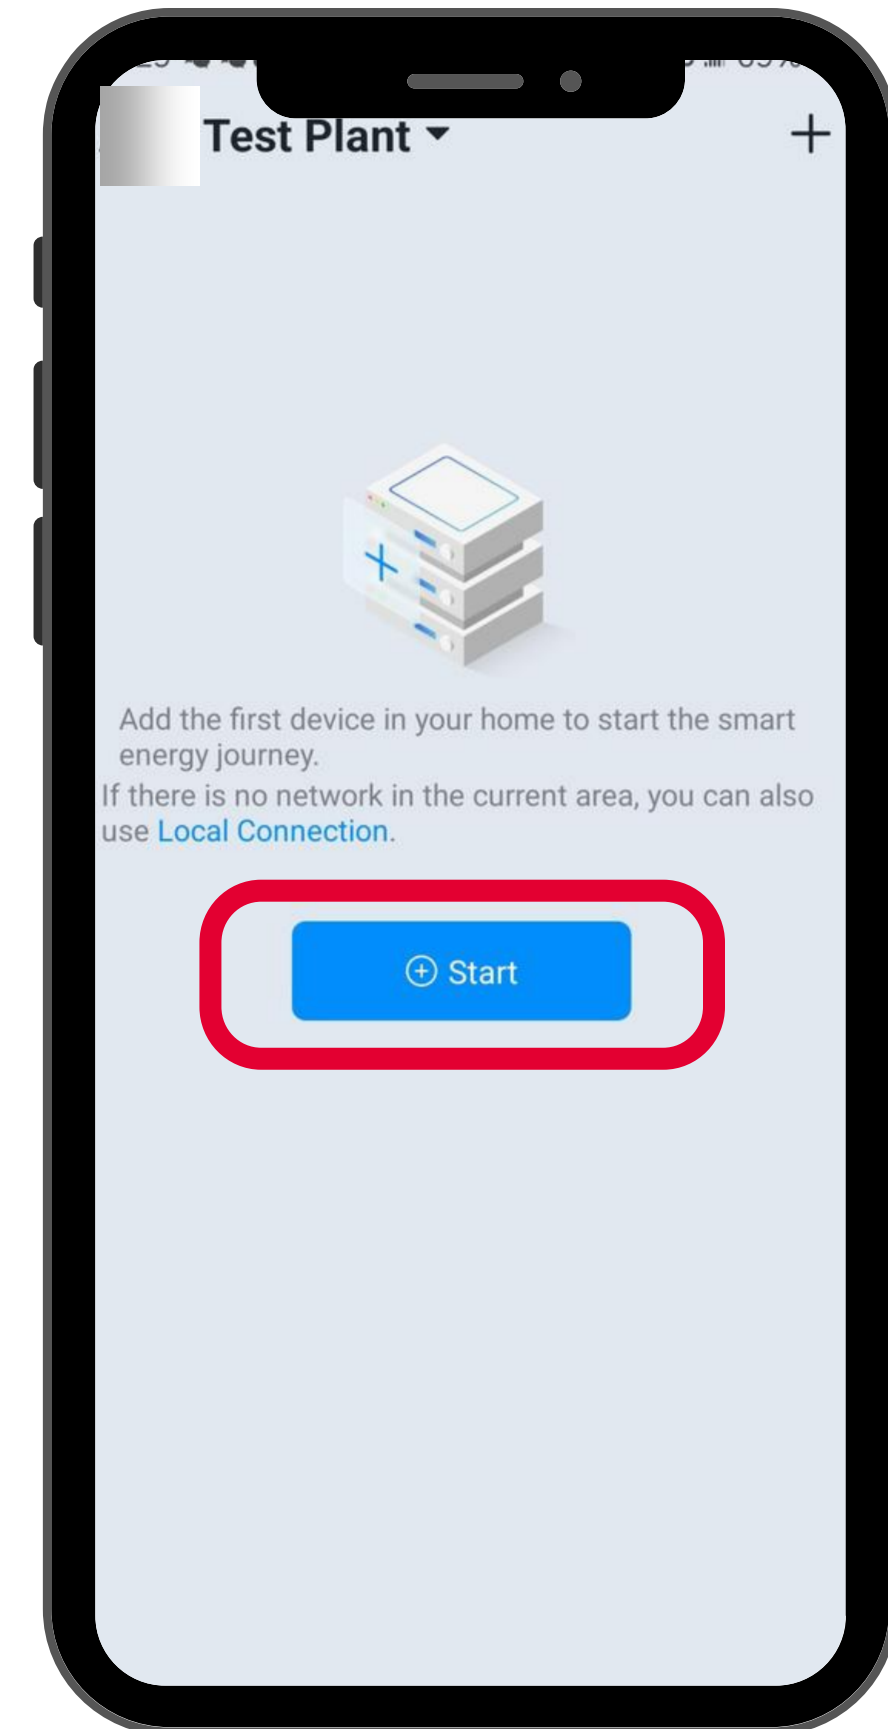 Test Plant
Add the first device in your home to start the smart
energy journey.
If there is no network in the current area, you can also
use Local Connection.
Start